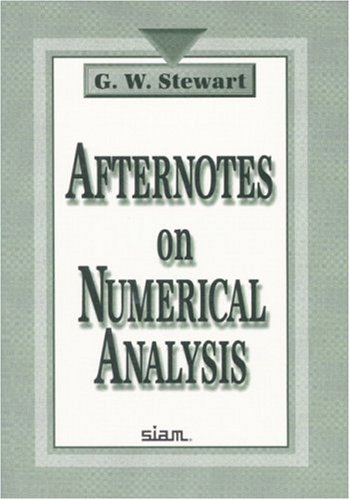 G. W. Stewart
AFTERNOTES
on
NUMERICAL
ANALYSIS
siam®